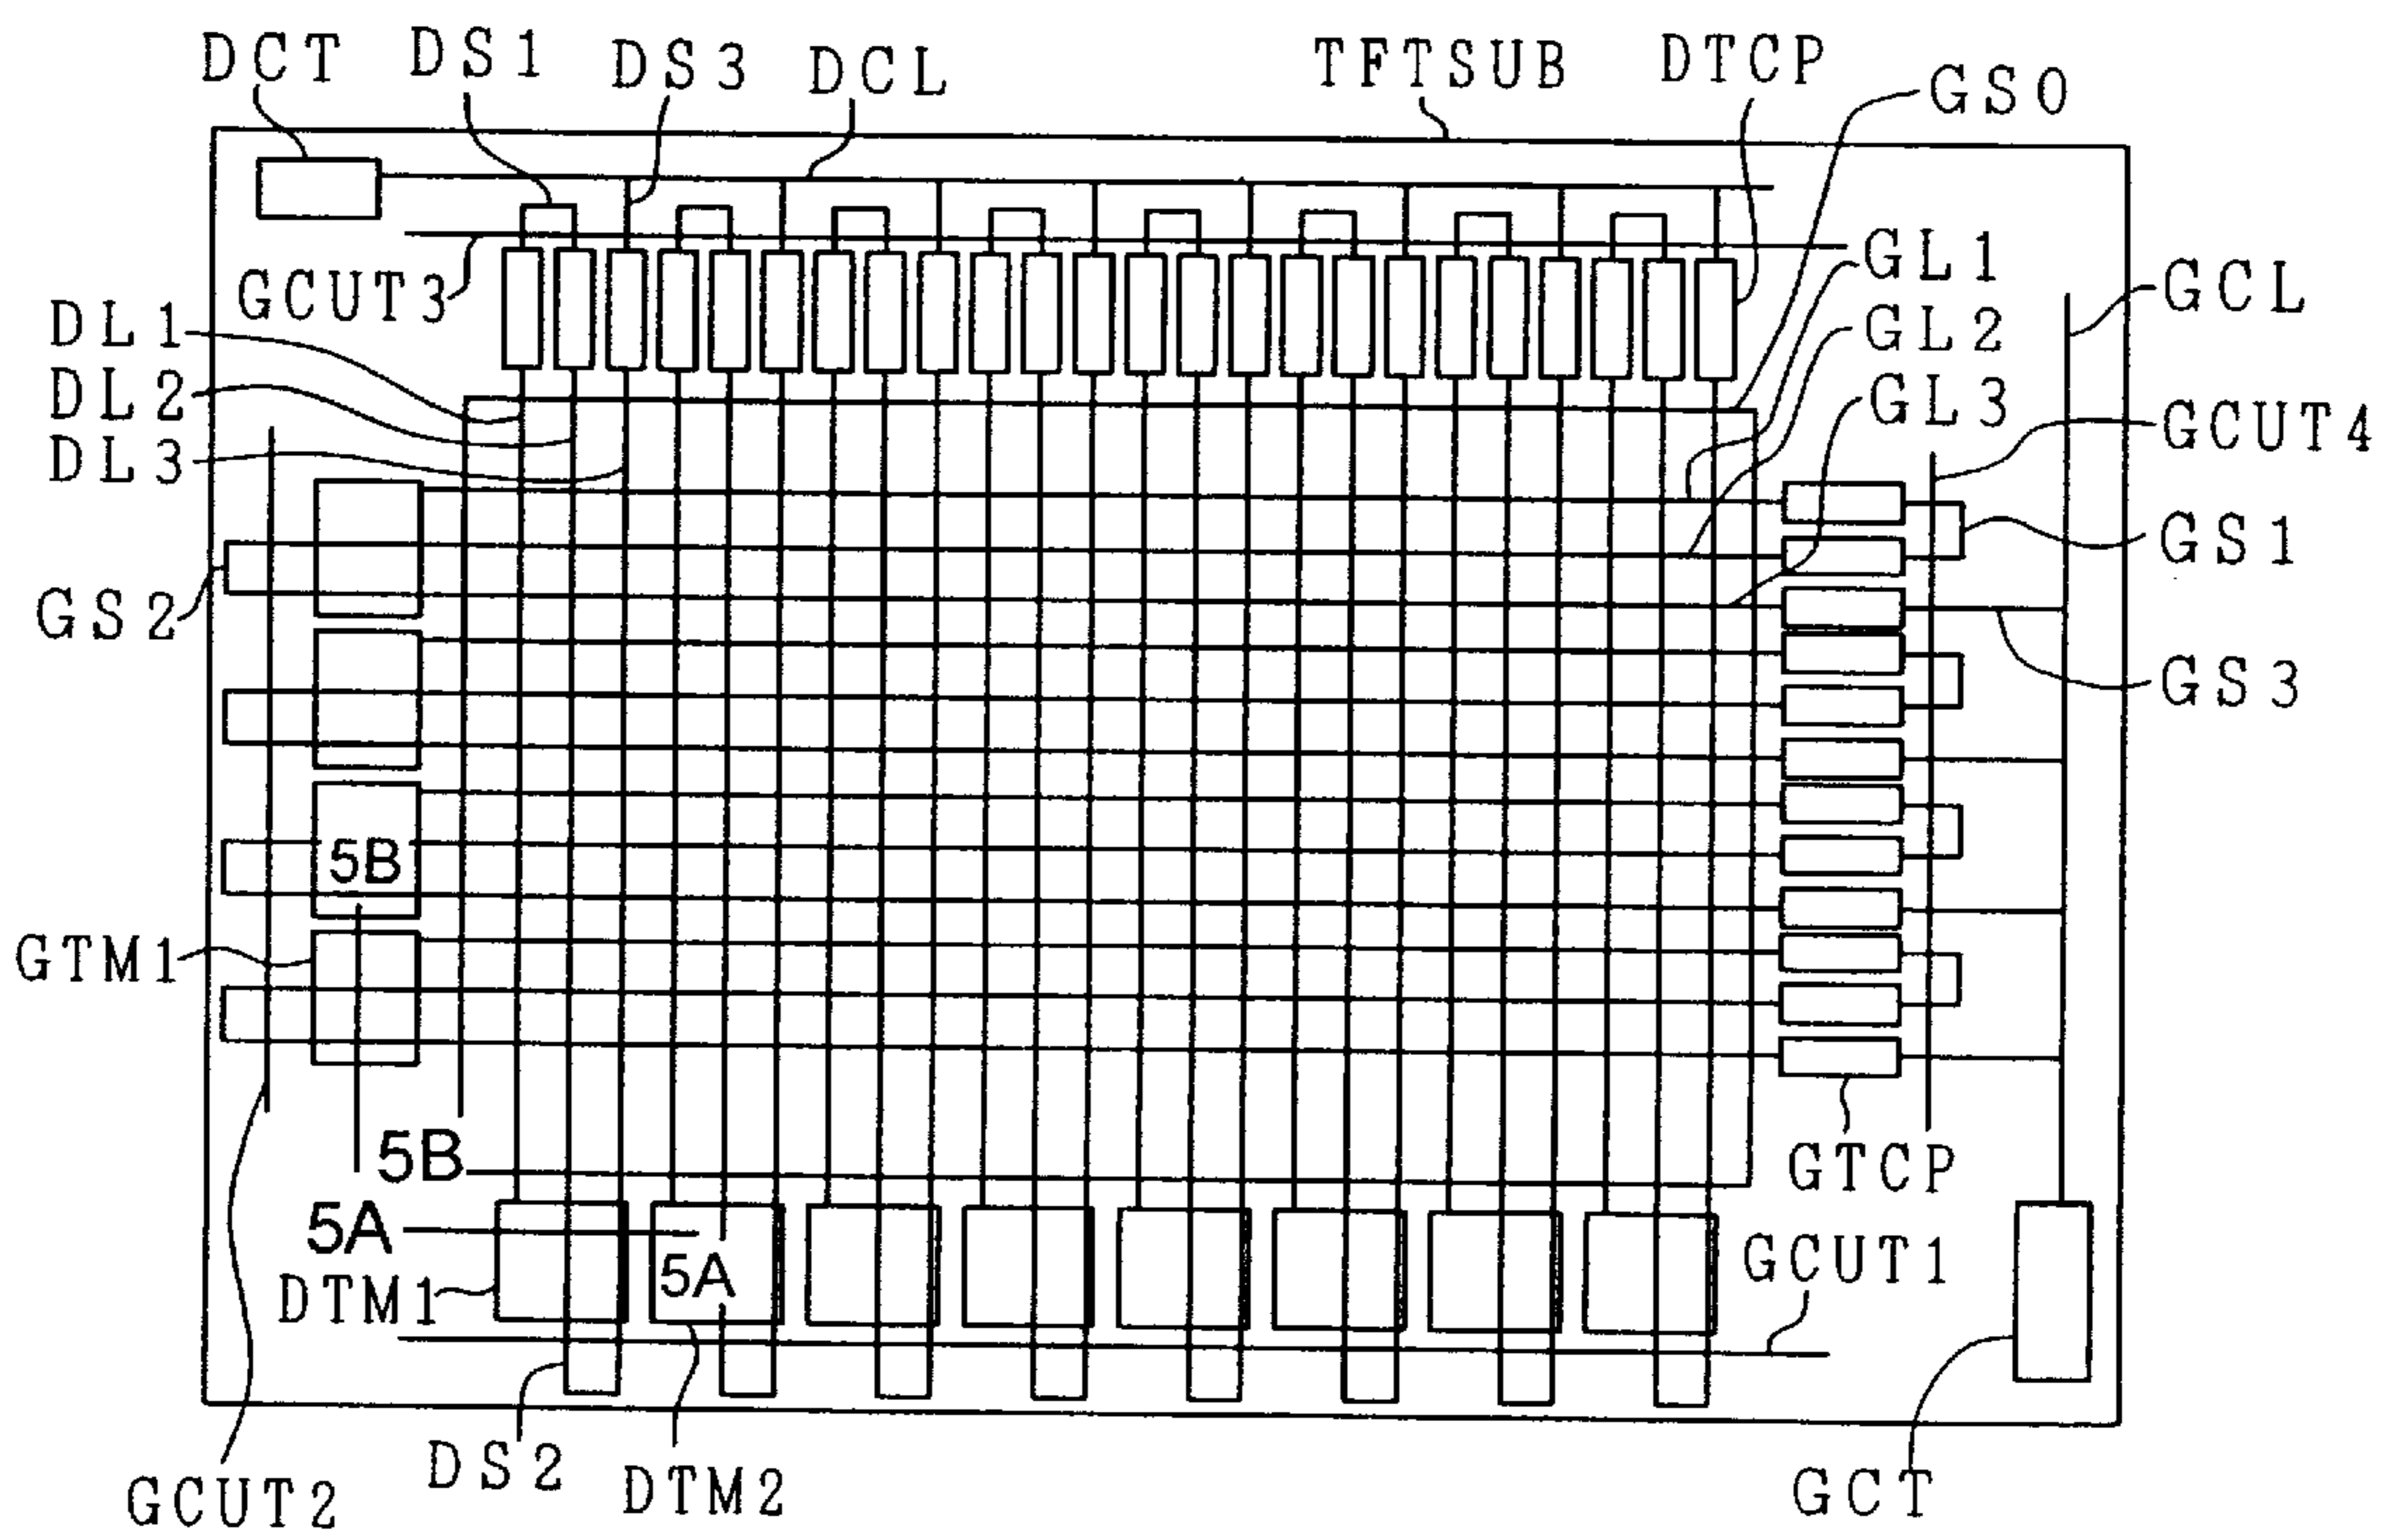 DCT DS1 DS3 DCL TFTSUB DTCP GS0
GCUT3 GL1 GCL
DL1 GL2
DL2 GL3
DL3 GCUT4
GS1
GS2
GS3
5B
GTM1
5B
GTCP
5A
5A GCUT1
DTM1
DS2 DTM2 GCT
GCUT2